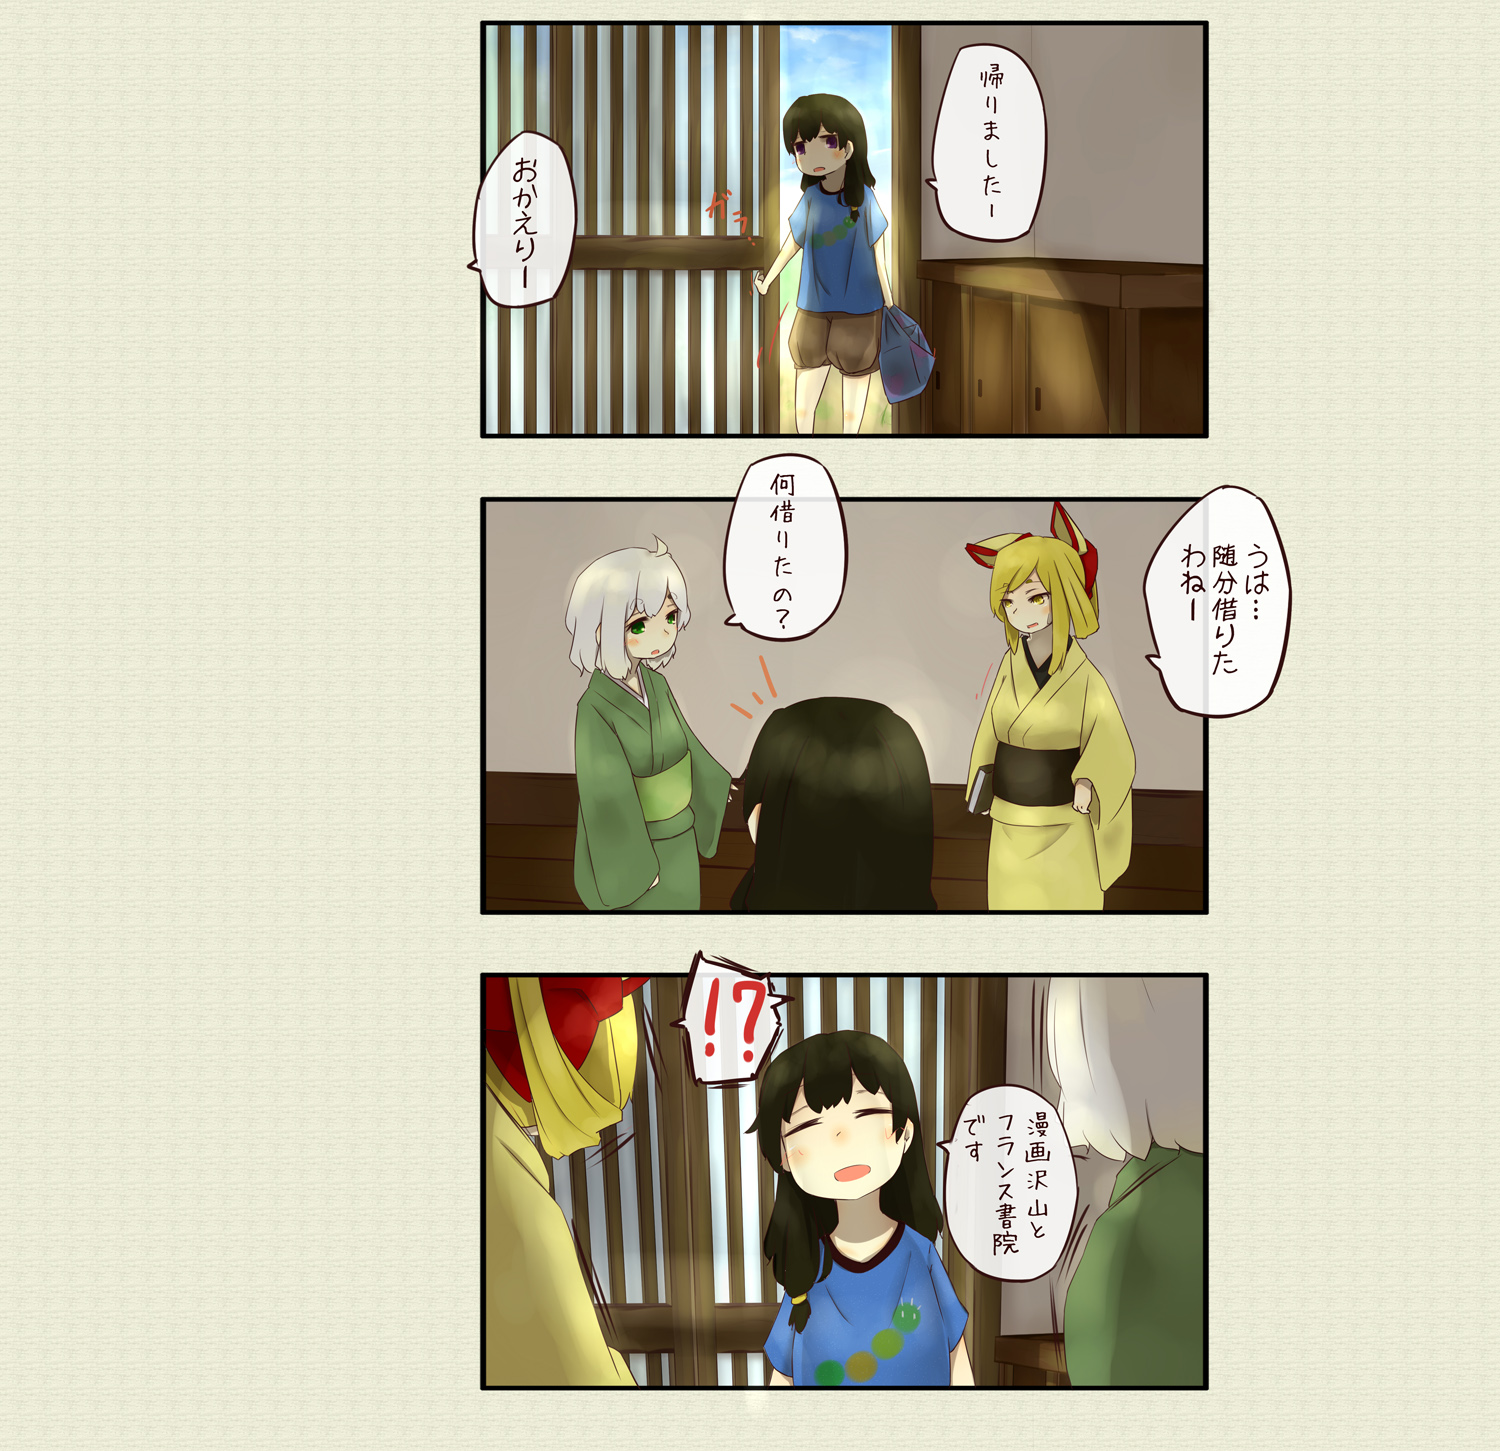 帰りましたー
ガラ…
おかえりー
うは…
随分借りた
わねー
何借りたの?
!?
漫画沢山と
フランス書院
です